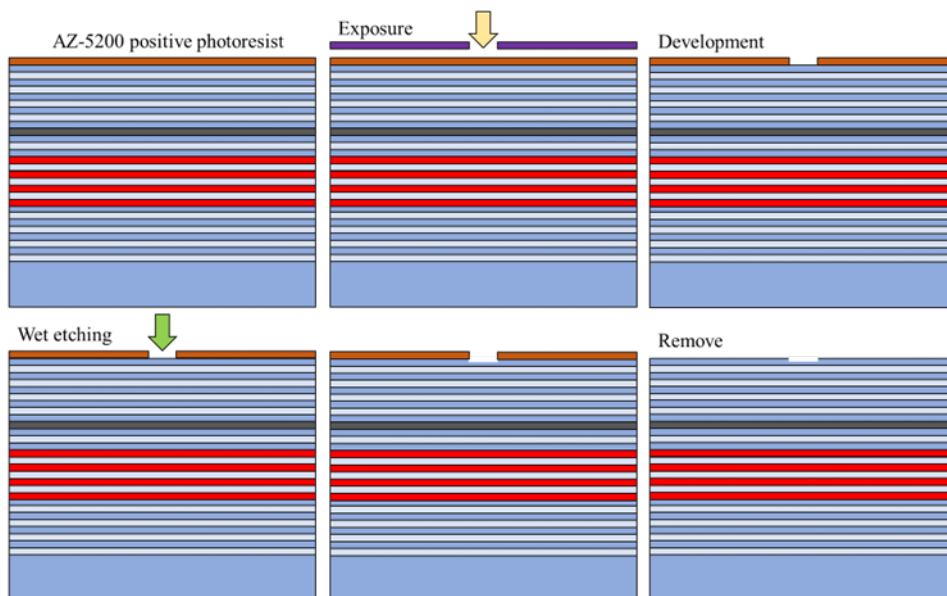 AZ-5200 positive photoresist
Exposure
Development
Wet etching
Remove